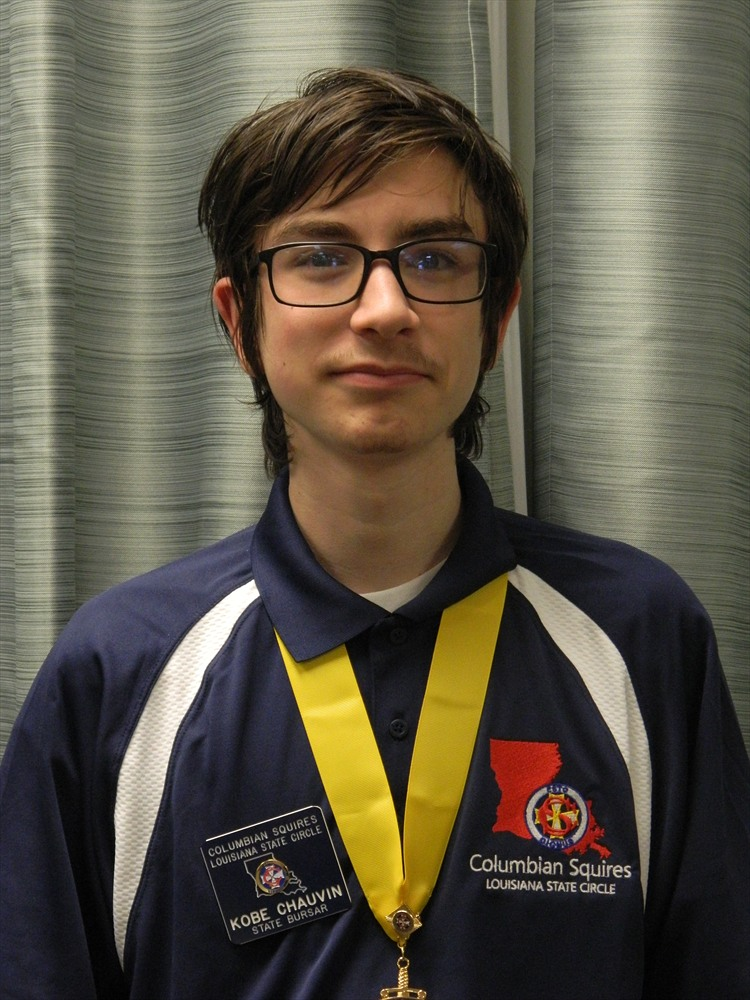 COLUMBIAN SQUIRES
LOUISIANA STATE CIRCLE
KOBE CHAUVIN
STATE BURSAR
Columbian Squires
LOUISIANA STATE CIRCLE